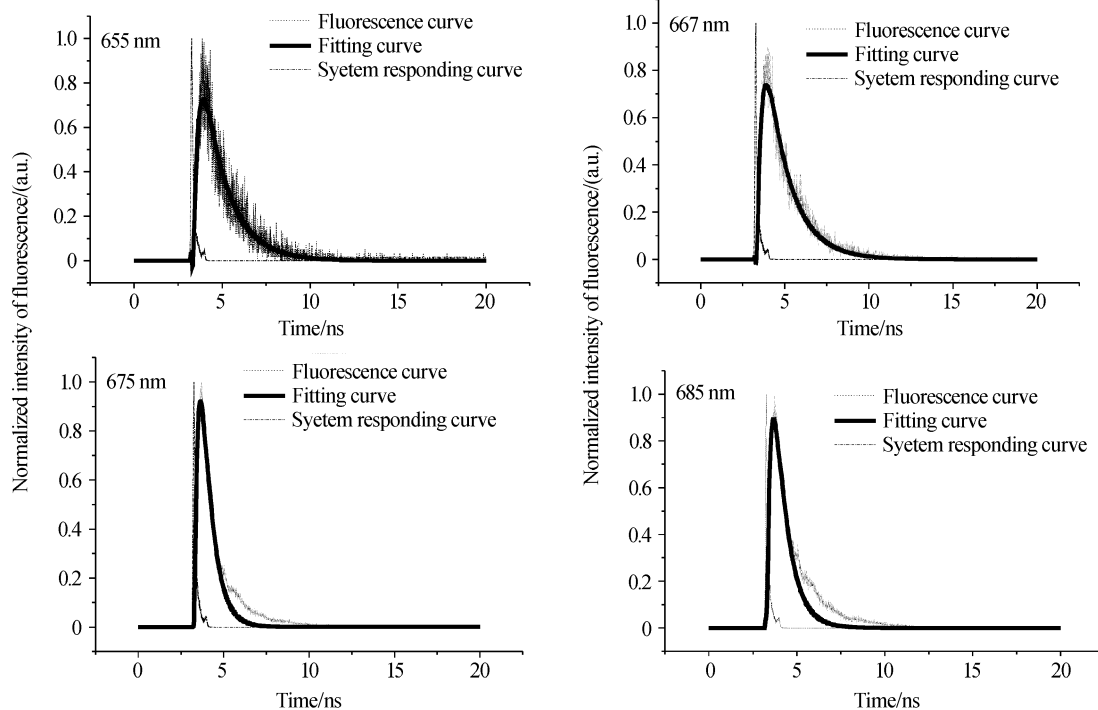 655 nm
Fluorescence curve
Fitting curve
Syetem responding curve
1.0
0.8
0.6
0.4
0.2
0
0
5
10
15
20
Time/ns
667 nm
Fluorescence curve
Fitting curve
Syetem responding curve
1.0
0.8
0.6
0.4
0.2
0
0
5
10
15
20
Time/ns
Normalized intensity of fluorescence/(a.u.)
Normalized intensity of fluorescence/(a.u.)
675 nm
Fluorescence curve
Fitting curve
Syetem responding curve
1.0
0.8
0.6
0.4
0.2
0
0
5
10
15
20
Time/ns
685 nm
Fluorescence curve
Fitting curve
Syetem responding curve
1.0
0.8
0.6
0.4
0.2
0
0
5
10
15
20
Time/ns